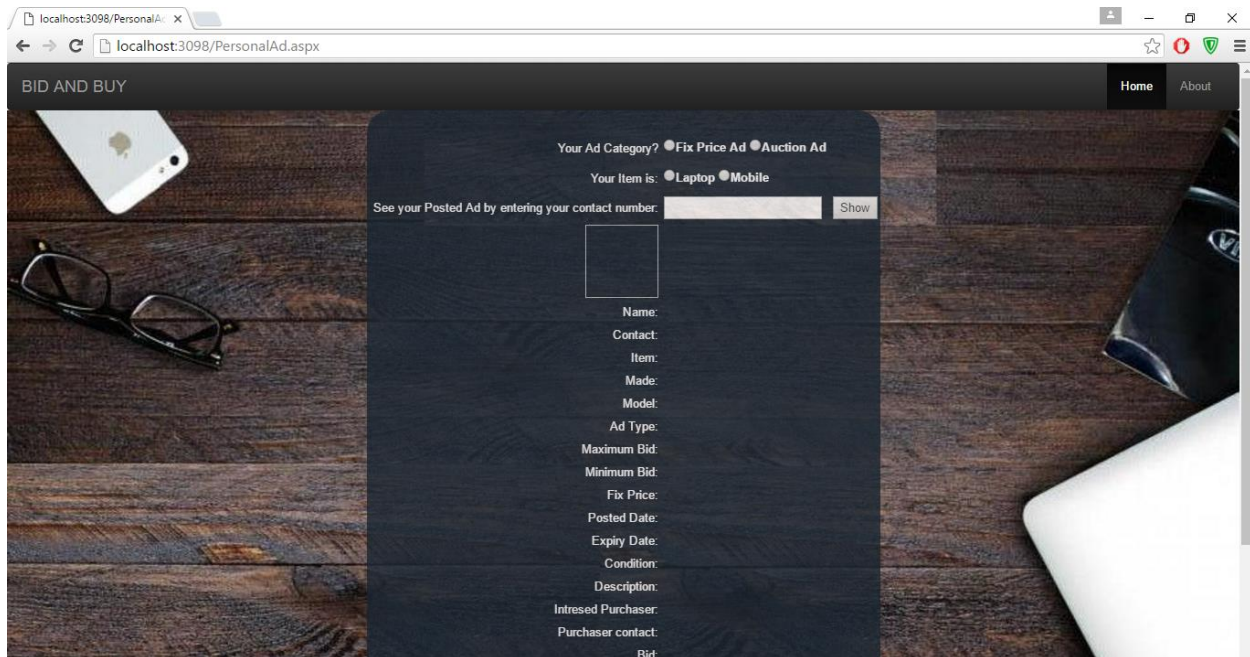 localhost:3098/PersonalAd
localhost:3098/PersonalAd.aspx
BID AND BUY
Home About
Your Ad Category? Fix Price Ad Auction Ad
Your Item is: Laptop Mobile
See your Posted Ad by entering your contact number: Show
Name:
Contact:
Item:
Made:
Model:
Ad Type:
Maximum Bid:
Minimum Bid:
Fix Price:
Posted Date:
Expiry Date:
Condition:
Description:
Intresed Purchaser:
Purchaser contact:
Bid: